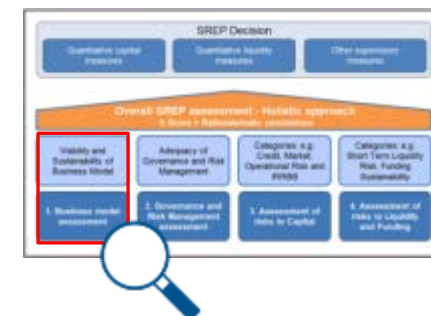 SREP Decision
Quantitative capital
measures
Quantitative liquidity
measures
Other supervisory
measures
Overall SREP assessment - Holistic approach
Viability and
Sustainability of
Business Model
Adequacy of
Governance and Risk
Management
Categories: e.g.
Credit, Market,
Operational Risk and
IRRBB
Categories: e.g.
Short Term Liquidity
Risk, Funding
Sustainability
1. Business model
assessment
2. Governance and
Risk Management
assessment
3. Assessment of
risks to Capital
4. Assessment of
risks to Liquidity
and Funding